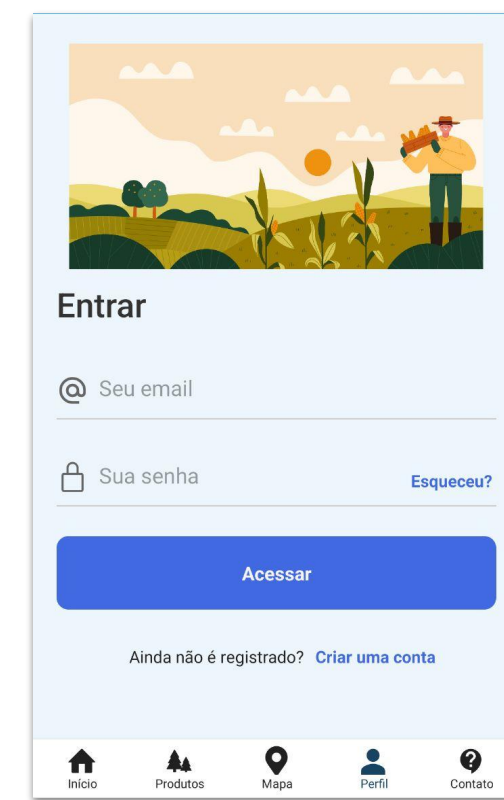 Entrar
Seu email
Sua senha
Esqueceu?
Acessar
Ainda não é registrado? Criar uma conta
Início Produtos Mapa Perfil Contato